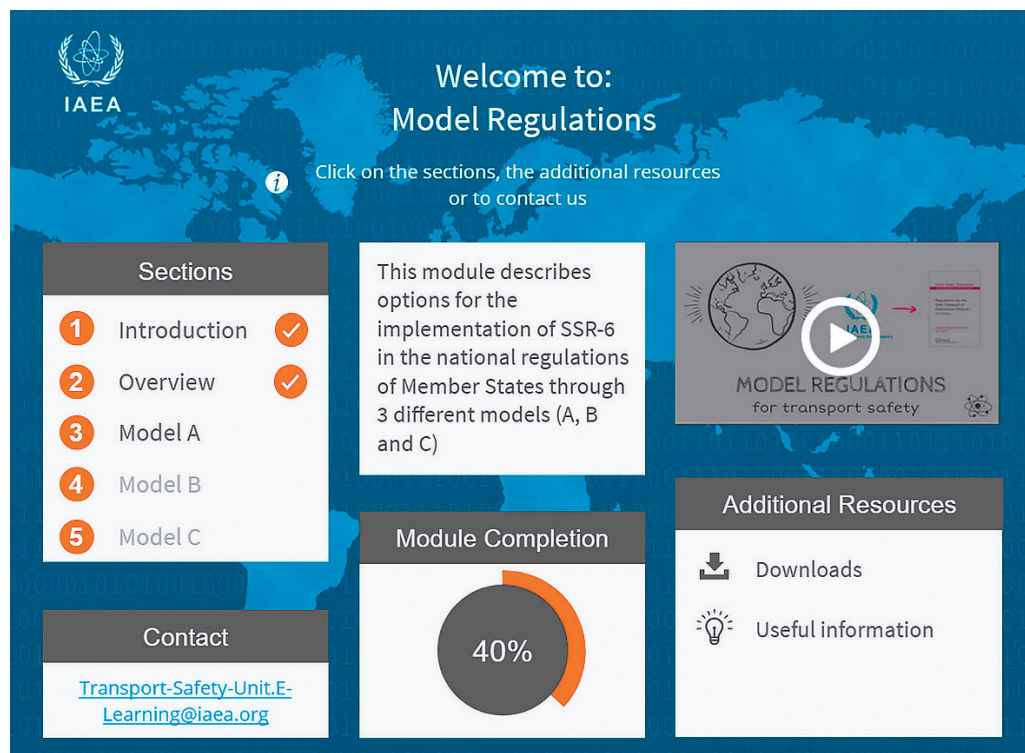 IAEA
Welcome to:
Model Regulations
i
Click on the sections, the additional resources
or to contact us
Sections
1 Introduction
2 Overview
3 Model A
4 Model B
5 Model C
This module describes
options for the
implementation of SSR-6
in the national regulations
of Member States through
3 different models (A, B
and C)
IAEA
MODEL REGULATIONS
for transport safety
Module Completion
40%
Additional Resources
Downloads
Useful information
Contact
Transport-Safety-Unit.E-
Learning@iaea.org